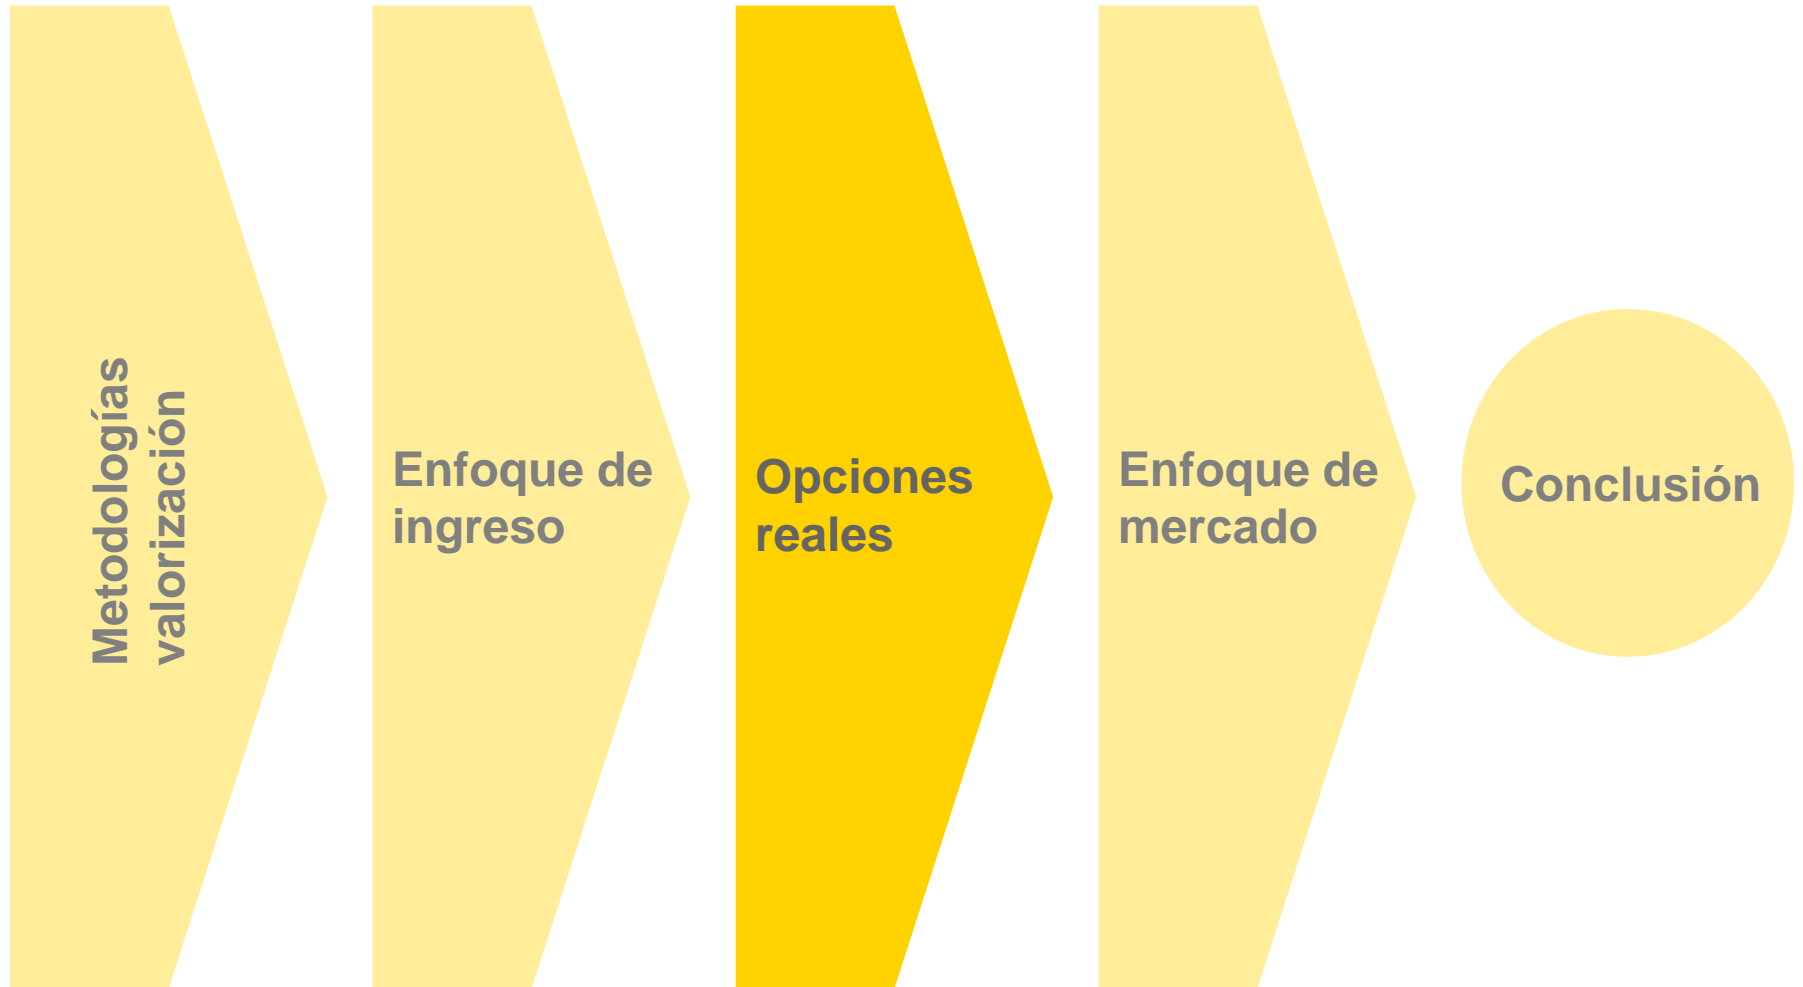 Metodologías
valorización
Enfoque de
ingreso
Opciones
reales
Enfoque de
mercado
Conclusión